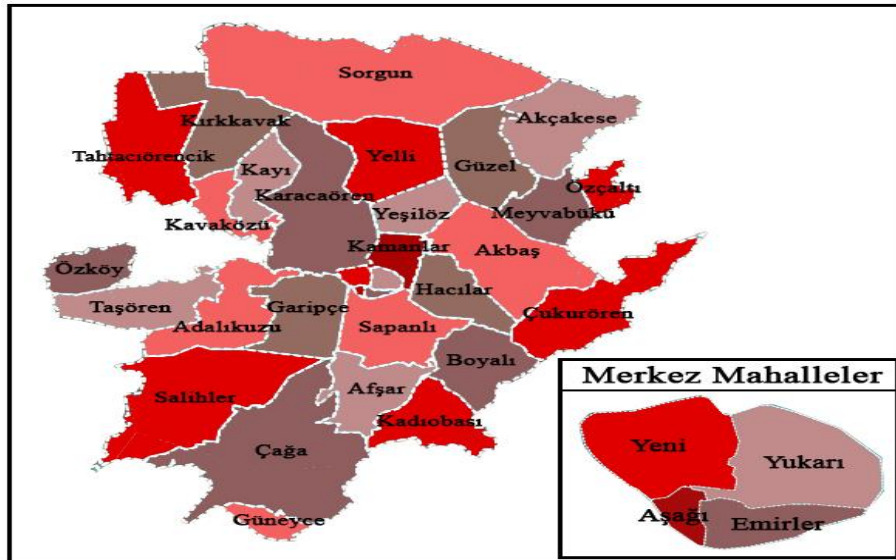 Sorgun
Akçakese
Kırkkavak
Tahtacıörencik
Yelli
Güzel
Kayı
Özçaltı
Karacaören
Yeşilöz
Meyvabükü
Kavaközü
Kamanlar
Akbaş
Özköy
Hacılar
Taşören
Garipçe
Çukurören
Adalıkuzu
Sapanlı
Boyalı
Salihler
Afşar
Kadıobası
Çağa
Güneyce
Merkez Mahalleler
Yeni
Yukarı
Aşağı
Emirler